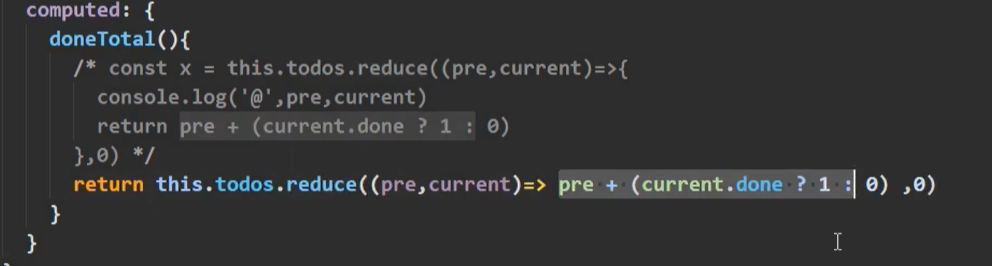 computed: {
doneTotal(){
/* const x = this.todos.reduce((pre,current)=>{
console.log('@',pre,current)
return pre + (current.done ? 1 : 0)
},0) */
return this.todos.reduce((pre,current)=> pre + (current.done ? 1 : 0) ,0)
}
}